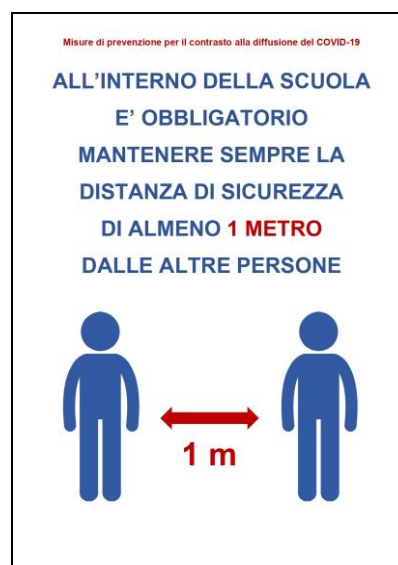 Misure di prevenzione per il contrasto alla diffusione del COVID-19
ALL’INTERNO DELLA SCUOLA
E’ OBBLIGATORIO
MANTENERE SEMPRE LA
DISTANZA DI SICUREZZA
DI ALMENO 1 METRO
DALLE ALTRE PERSONE
1 m